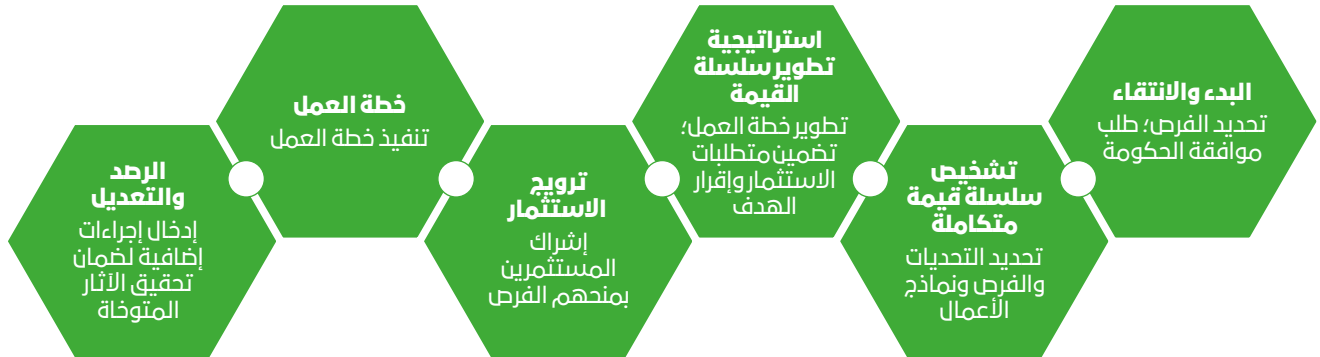 البدء والانتقاء
تحديد الفرص؛ طلب
موافقة الحكومة
تشخيص
سلسلة قيمة
متكاملة
تحديد التحديات
والفرص ونماذج
الأعمال
استراتيجية
تطوير سلسلة
القيمة
تطوير خطة العمل؛
تضمين متطلبات
الاستثمار وإقرار
الهدف
ترويج
الاستثمار
إشراك
المستثمرين
بمنحهم الفرص
خطة العمل
تنفيذ خطة العمل
الرصد
والتعديل
إدخال إجراءات
إضافية لضمان
تحقيق الآثار
المتوخاة